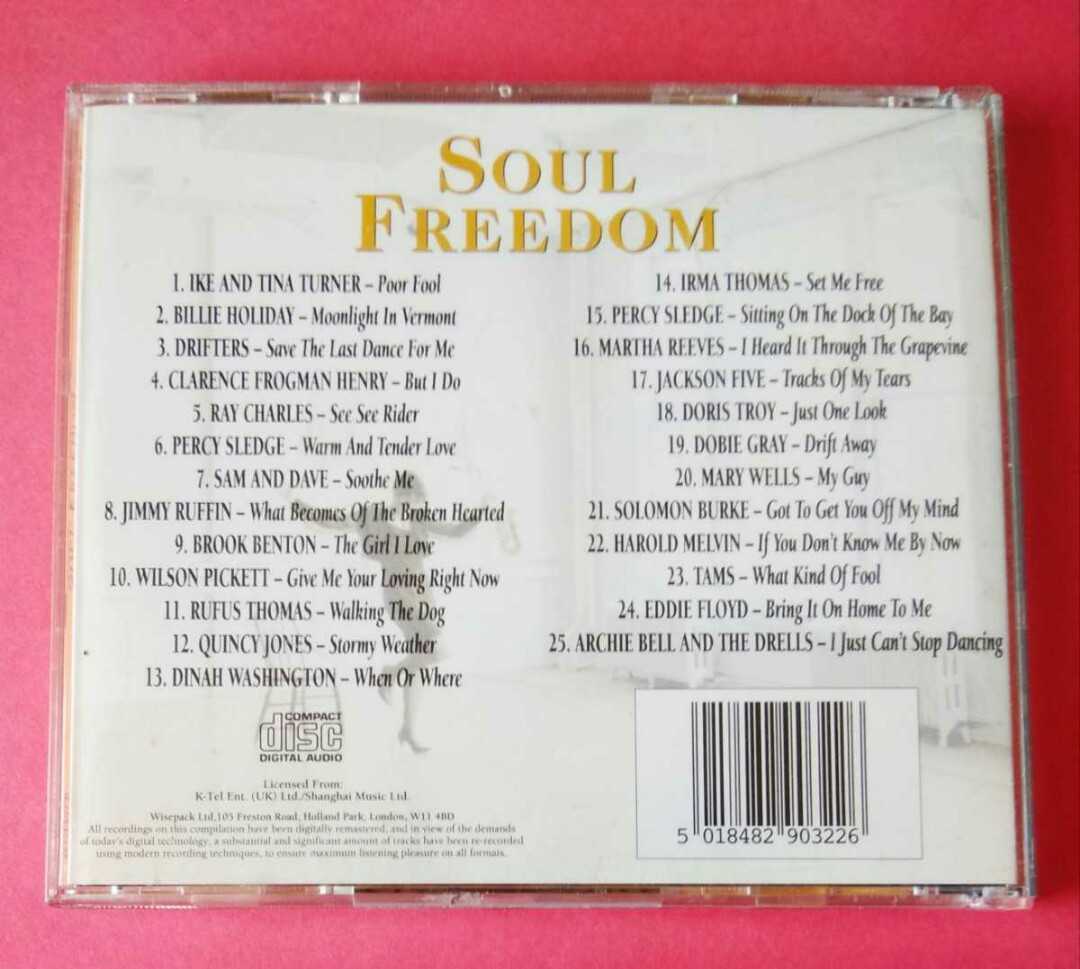 SOUL
FREEDOM
1. IKE AND TINA TURNER – Poor Fool
2. BILLIE HOLIDAY – Moonlight In Vermont
3. DRIFTERS – Save The Last Dance For Me
4. CLARENCE FROGMAN HENRY – But I Do
5. RAY CHARLES – See See Rider
6. PERCY SLEDGE – Warm And Tender Love
7. SAM AND DAVE – Soothe Me
8. JIMMY RUFFIN – What Becomes Of The Broken Hearted
9. BROOK BENTON – The Girl I Love
10. WILSON PICKETT – Give Me Your Loving Right Now
11. RUFUS THOMAS – Walking The Dog
12. QUINCY JONES – Stormy Weather
13. DINAH WASHINGTON – When Or Where
14. IRMA THOMAS – Set Me Free
15. PERCY SLEDGE – Sitting On The Dock Of The Bay
16. MARTHA REEVES – I Heard It Through The Grapevine
17. JACKSON FIVE – Tracks Of My Tears
18. DORIS TROY – Just One Look
19. DOBIE GRAY – Drift Away
20. MARY WELLS – My Guy
21. SOLOMON BURKE – Got To Get You Off My Mind
22. HAROLD MELVIN – If You Don't Know Me By Now
23. TAMS – What Kind Of Fool
24. EDDIE FLOYD – Bring It On Home To Me
25. ARCHIE BELL AND THE DRELLS – I Just Can't Stop Dancing
COMPACT
disc
DIGITAL AUDIO
Licensed From:
K-Tel Ent. (UK) Ltd./Shanghai Music Ltd.
Wisepack Ltd,105 Freston Road, Holland Park, London, W11 4BD
All recordings on this compilation have been digitally remastered, and in view of the demands
of today's digital technology, a substantial and significant amount of tracks have been re-recorded
using modern recording techniques, to ensure maximum listening pleasure on all formats.
5 018482 903226